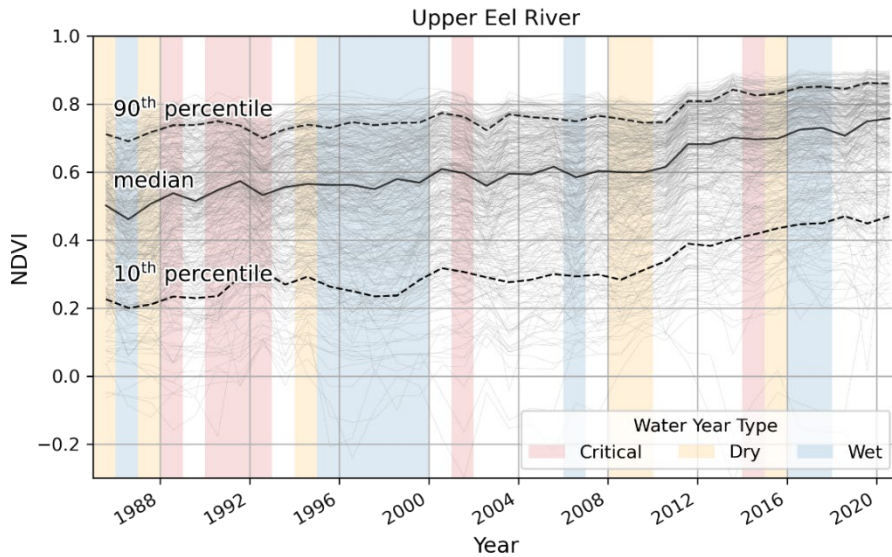 Upper Eel River
1.0
0.8
0.6
0.4
0.2
0.0
−0.2
NDVI
90th percentile
median
10th percentile
Water Year Type
Critical Dry Wet
1988 1992 1996 2000 2004 2008 2012 2016 2020
Year